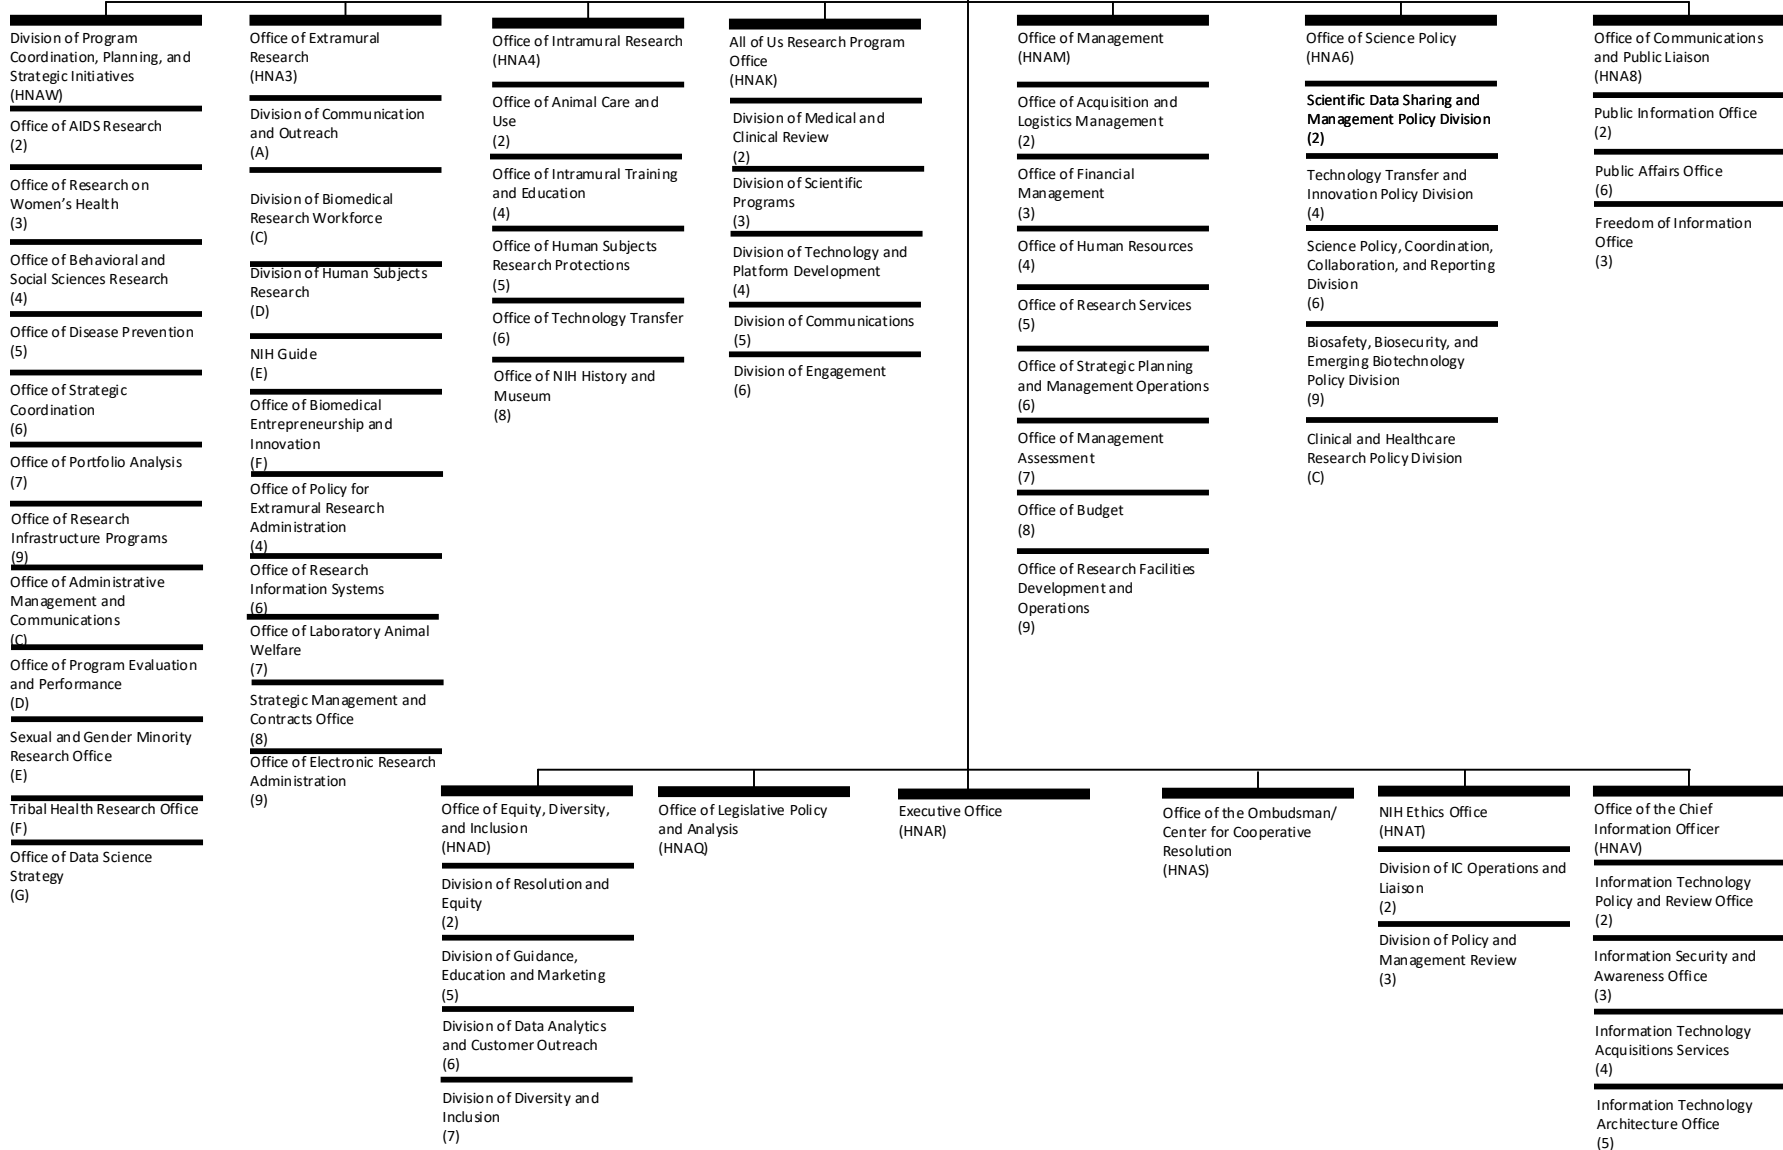 Division of Program
Coordination, Planning, and
Strategic Initiatives
(HNAW)
Office of AIDS Research
(2)
Office of Research on
Women's Health
(3)
Office of Behavioral and
Social Sciences Research
(4)
Office of Disease Prevention
(5)
Office of Strategic
Coordination
(6)
Office of Portfolio Analysis
(7)
Office of Research
Infrastructure Programs
(9)
Office of Administrative
Management and
Communications
(C)
Office of Program Evaluation
and Performance
(D)
Sexual and Gender Minority
Research Office
(E)
Tribal Health Research Office
(F)
Office of Data Science
Strategy
(G)
Office of Extramural
Research
(HNA3)
Division of Communication
and Outreach
(A)
Division of Biomedical
Research Workforce
(C)
Division of Human Subjects
Research
(D)
NIH Guide
(E)
Office of Biomedical
Entrepreneurship and
Innovation
(F)
Office of Policy for
Extramural Research
Administration
(4)
Office of Research
Information Systems
(6)
Office of Laboratory Animal
Welfare
(7)
Strategic Management and
Contracts Office
(8)
Office of Electronic Research
Administration
(9)
Office of Intramural Research
(HNA4)
Office of Animal Care and
Use
(2)
Office of Intramural Training
and Education
(4)
Office of Human Subjects
Research Protections
(5)
Office of Technology Transfer
(6)
Office of NIH History and
Museum
(8)
All of Us Research Program
Office
(HNAK)
Division of Medical and
Clinical Review
(2)
Division of Scientific
Programs
(3)
Division of Technology and
Platform Development
(4)
Division of Communications
(5)
Division of Engagement
(6)
Office of Management
(HNAM)
Office of Acquisition and
Logistics Management
(2)
Office of Financial
Management
(3)
Office of Human Resources
(4)
Office of Research Services
(5)
Office of Strategic Planning
and Management Operations
(6)
Office of Management
Assessment
(7)
Office of Budget
(8)
Office of Research Facilities
Development and
Operations
(9)
Office of Science Policy
(HNA6)
Scientific Data Sharing and
Management Policy Division
(2)
Technology Transfer and
Innovation Policy Division
(4)
Science Policy, Coordination,
Collaboration, and Reporting
Division
(6)
Biosafety, Biosecurity, and
Emerging Biotechnology
Policy Division
(9)
Clinical and Healthcare
Research Policy Division
(C)
Office of Communications
and Public Liaison
(HNA8)
Public Information Office
(2)
Public Affairs Office
(6)
Freedom of Information
Office
(3)
Office of Equity, Diversity,
and Inclusion
(HNAD)
Division of Resolution and
Equity
(2)
Division of Guidance,
Education and Marketing
(5)
Division of Data Analytics
and Customer Outreach
(6)
Division of Diversity and
Inclusion
(7)
Office of Legislative Policy
and Analysis
(HNAQ)
Executive Office
(HNAR)
Office of the Ombudsman/
Center for Cooperative
Resolution
(HNAS)
NIH Ethics Office
(HNAT)
Division of IC Operations and
Liaison
(2)
Division of Policy and
Management Review
(3)
Office of the Chief
Information Officer
(HNAV)
Information Technology
Policy and Review Office
(2)
Information Security and
Awareness Office
(3)
Information Technology
Acquisitions Services
(4)
Information Technology
Architecture Office
(5)